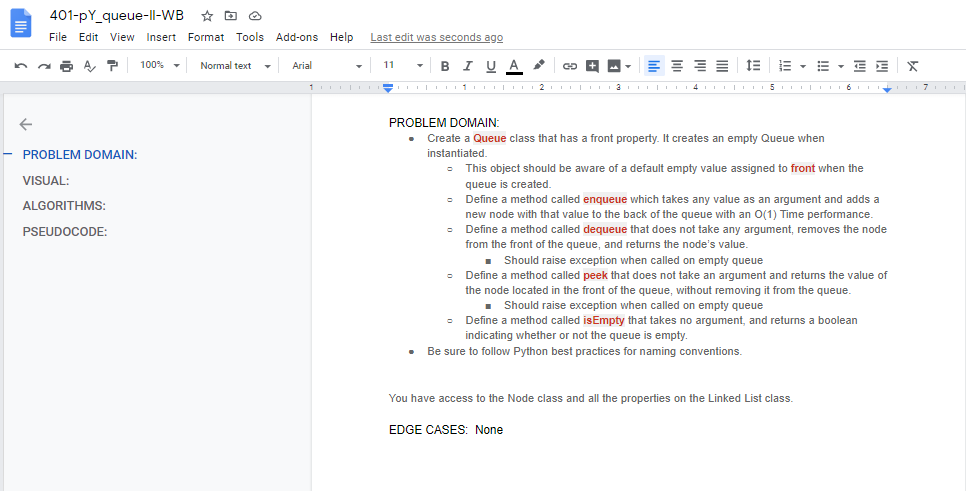 401-pY_queue-ll-WB
File Edit View Insert Format Tools Add-ons Help Last edit was seconds ago
100% Normal text Arial 11 B I U A
1 1 2 3 4 5 6 7
PROBLEM DOMAIN:
VISUAL:
ALGORITHMS:
PSEUDOCODE:
PROBLEM DOMAIN:
● Create a Queue class that has a front property. It creates an empty Queue when
instantiated.
○ This object should be aware of a default empty value assigned to front when the
queue is created.
○ Define a method called enqueue which takes any value as an argument and adds a
new node with that value to the back of the queue with an O(1) Time performance.
○ Define a method called dequeue that does not take any argument, removes the node
from the front of the queue, and returns the node's value.
■ Should raise exception when called on empty queue
○ Define a method called peek that does not take an argument and returns the value of
the node located in the front of the queue, without removing it from the queue.
■ Should raise exception when called on empty queue
○ Define a method called isEmpty that takes no argument, and returns a boolean
indicating whether or not the queue is empty.
● Be sure to follow Python best practices for naming conventions.
You have access to the Node class and all the properties on the Linked List class.
EDGE CASES: None